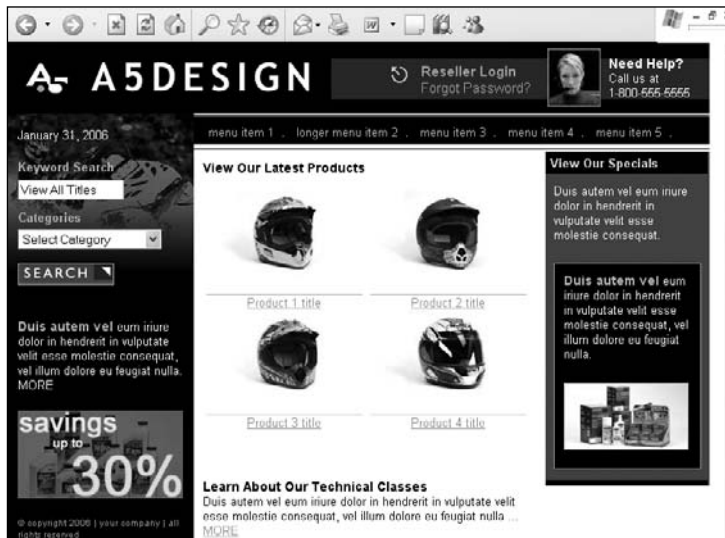 A5DESIGN
Reseller Login
Forgot Password?
Need Help?
Call us at
1-800-555-5555
January 31, 2006
menu item 1 . longer menu item 2 . menu item 3 . menu item 4 . menu item 5 .
Keyword Search
View All Titles
Categories
Select Category
SEARCH
Duis autem vel eum iriure
dolor in hendrerit in vulputate
velit esse molestie consequat,
vel illum dolore eu feugiat nulla.
MORE
savings
up to
30%
© copyright 2006 | your company | all
rights reserved
View Our Latest Products
Product 1 title
Product 2 title
Product 3 title
Product 4 title
Learn About Our Technical Classes
Duis autem vel eum iriure dolor in hendrerit in vulputate velit
esse molestie consequat, vel illum dolore eu feugiat nulla ...
MORE
View Our Specials
Duis autem vel eum iriure
dolor in hendrerit in
vulputate velit esse
molestie consequat.
Duis autem vel eum
iriure dolor in hendrerit
in vulputate velit esse
molestie consequat, vel
illum dolore eu feugiat
nulla.